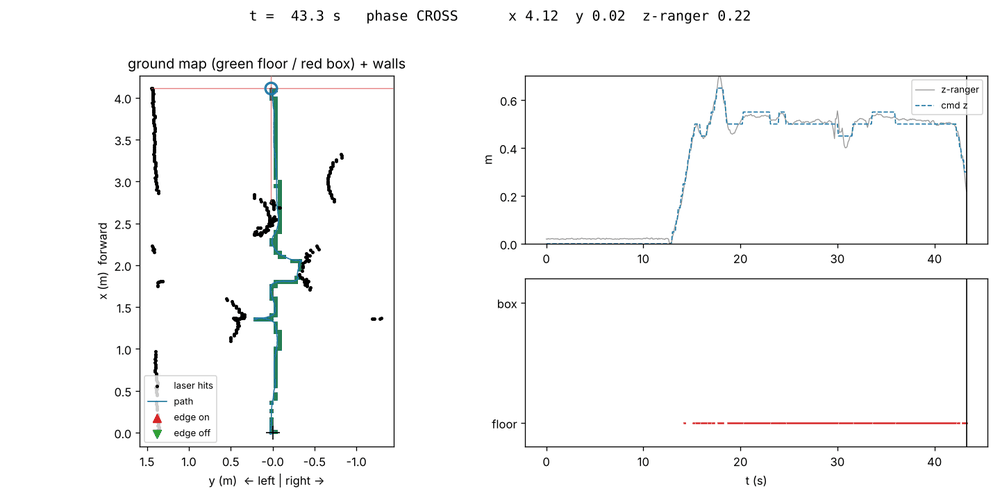 t =  43.3 s   phase CROSS      x 4.12  y 0.02  z-ranger 0.22
ground map (green floor / red box) + walls
4.0
3.5
3.0
2.5
2.0
1.5
1.0
0.5
0.0
x (m)  forward
laser hits
path
edge on
edge off
1.5
1.0
0.5
-0.0
-0.5
-1.0
y (m)  ← left | right →
0.6
0.4
0.2
0.0
m
z-ranger
cmd z
0
10
20
30
40
box
floor
0
10
20
30
40
t (s)